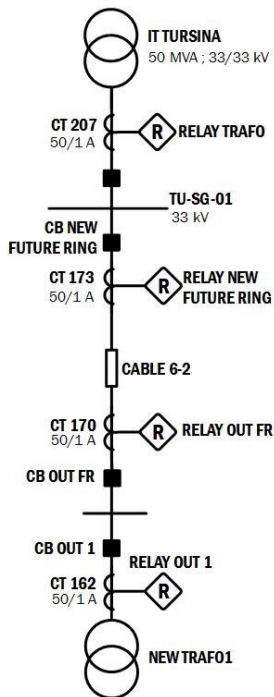 IT TURSINA
50 MVA ; 33/33 kV
CT 207
50/1 A
R
RELAY TRAFO
TU-SG-01
33 kV
CB NEW
FUTURE RING
CT 173
50/1 A
R
RELAY NEW
FUTURE RING
CABLE 6-2
CT 170
50/1 A
R
RELAY OUT FR
CB OUT FR
CB OUT 1
RELAY OUT 1
CT 162
50/1 A
R
NEW TRAFO1